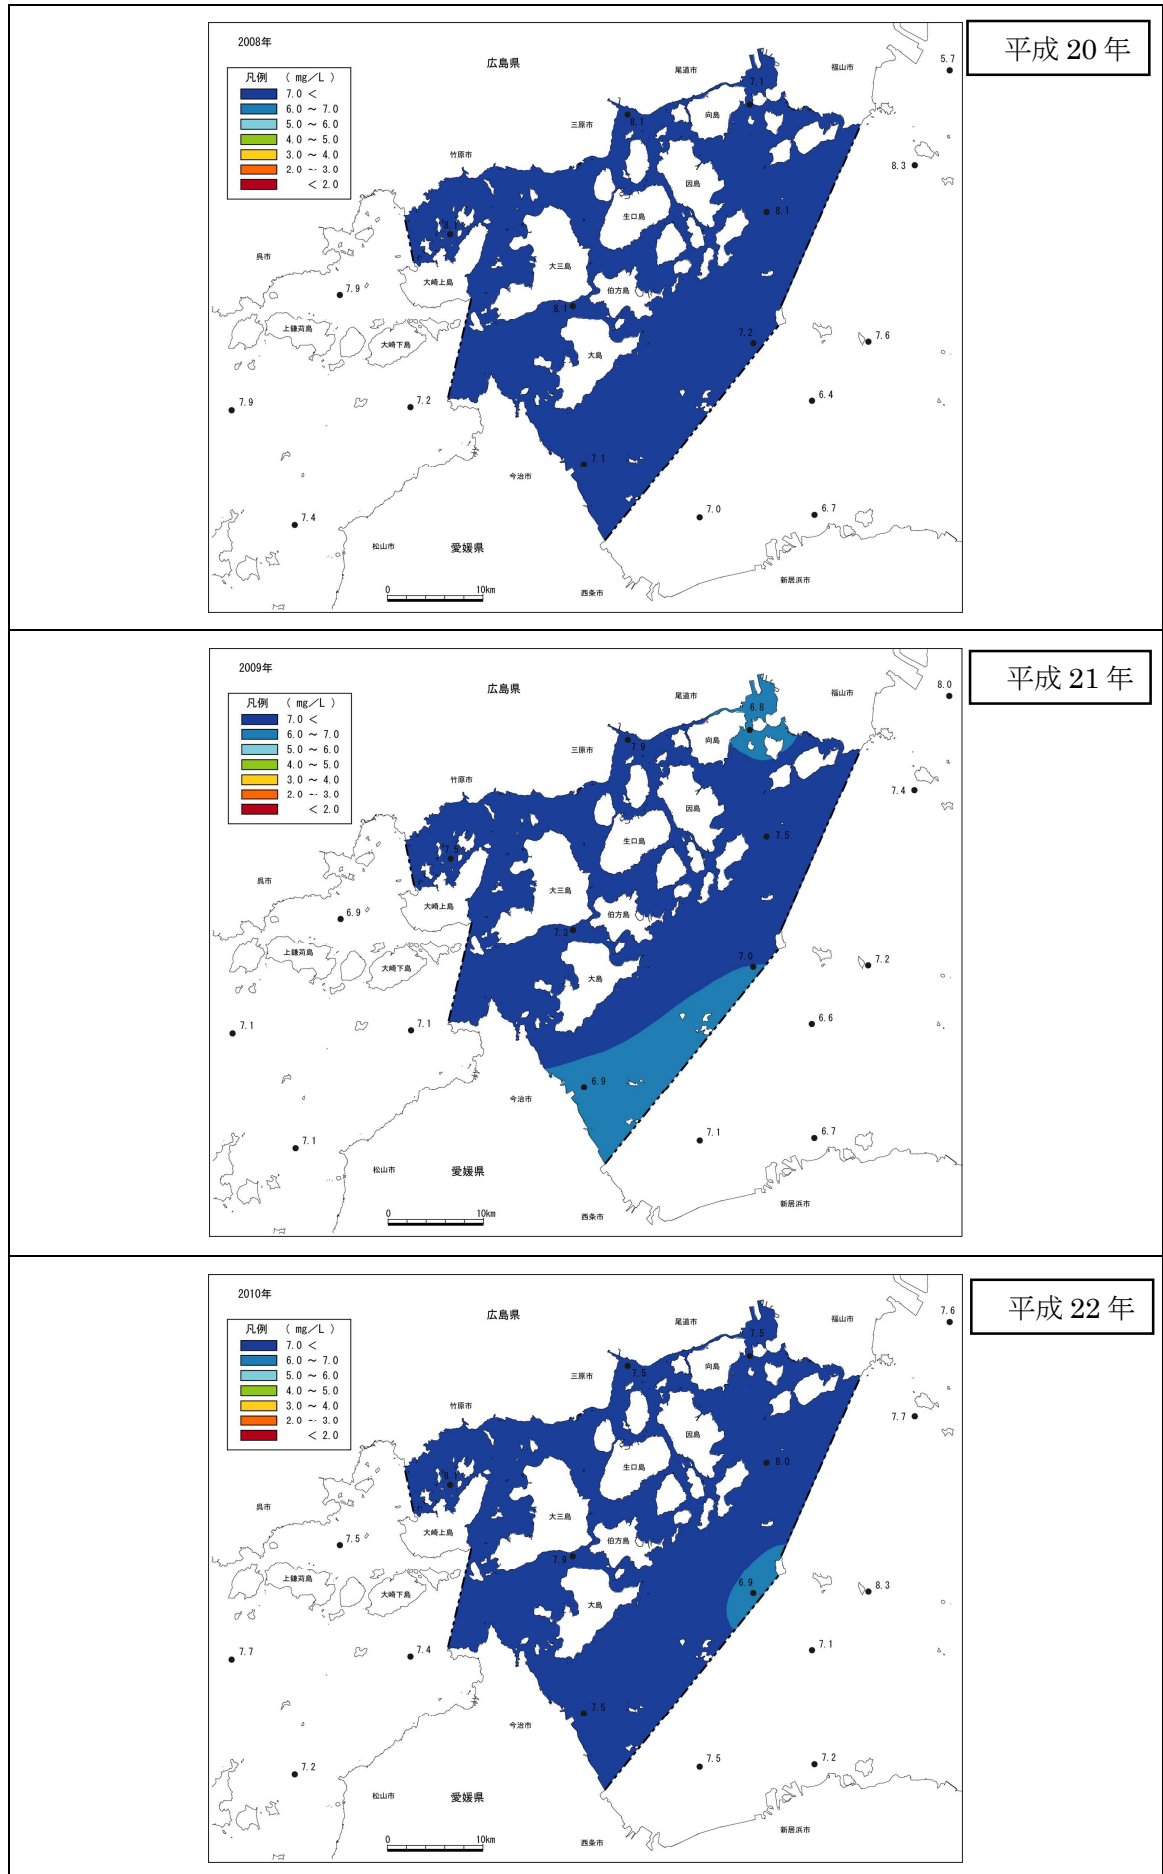 平成 20 年
2008年
広島県
尾道市
福山市
5.7
凡例 （ mg／L ）
7.0 <
6.0 ～ 7.0
5.0 ～ 6.0
4.0 ～ 5.0
3.0 ～ 4.0
2.0 ～ 3.0
< 2.0
7.1
向島
三原市
8.1
竹原市
8.3
因島
生口島
8.1
8.1
呉市
大三島
大崎上島
伯方島
7.9
8.1
上鎌苅島
大崎下島
大島
7.2
7.6
7.9
7.2
6.4
7.1
今治市
7.4
7.0
6.7
松山市
愛媛県
新居浜市
西条市
0 10km
平成 21 年
2009年
広島県
尾道市
福山市
8.0
凡例 （ mg／L ）
7.0 <
6.0 ～ 7.0
5.0 ～ 6.0
4.0 ～ 5.0
3.0 ～ 4.0
2.0 ～ 3.0
< 2.0
6.8
向島
三原市
7.9
竹原市
7.4
因島
生口島
7.5
7.5
呉市
大三島
大崎上島
伯方島
6.9
7.3
上鎌苅島
大崎下島
大島
7.0
7.2
7.1
7.1
6.6
6.9
今治市
7.1
7.1
6.7
松山市
愛媛県
新居浜市
西条市
0 10km
平成 22 年
2010年
広島県
尾道市
福山市
7.6
凡例 （ mg／L ）
7.0 <
6.0 ～ 7.0
5.0 ～ 6.0
4.0 ～ 5.0
3.0 ～ 4.0
2.0 ～ 3.0
< 2.0
7.5
向島
三原市
7.5
竹原市
7.7
因島
生口島
8.0
8.1
呉市
大三島
大崎上島
伯方島
7.5
7.9
上鎌苅島
大崎下島
大島
6.9
8.3
7.7
7.4
7.1
7.5
今治市
7.2
7.5
7.2
松山市
愛媛県
新居浜市
西条市
0 10km